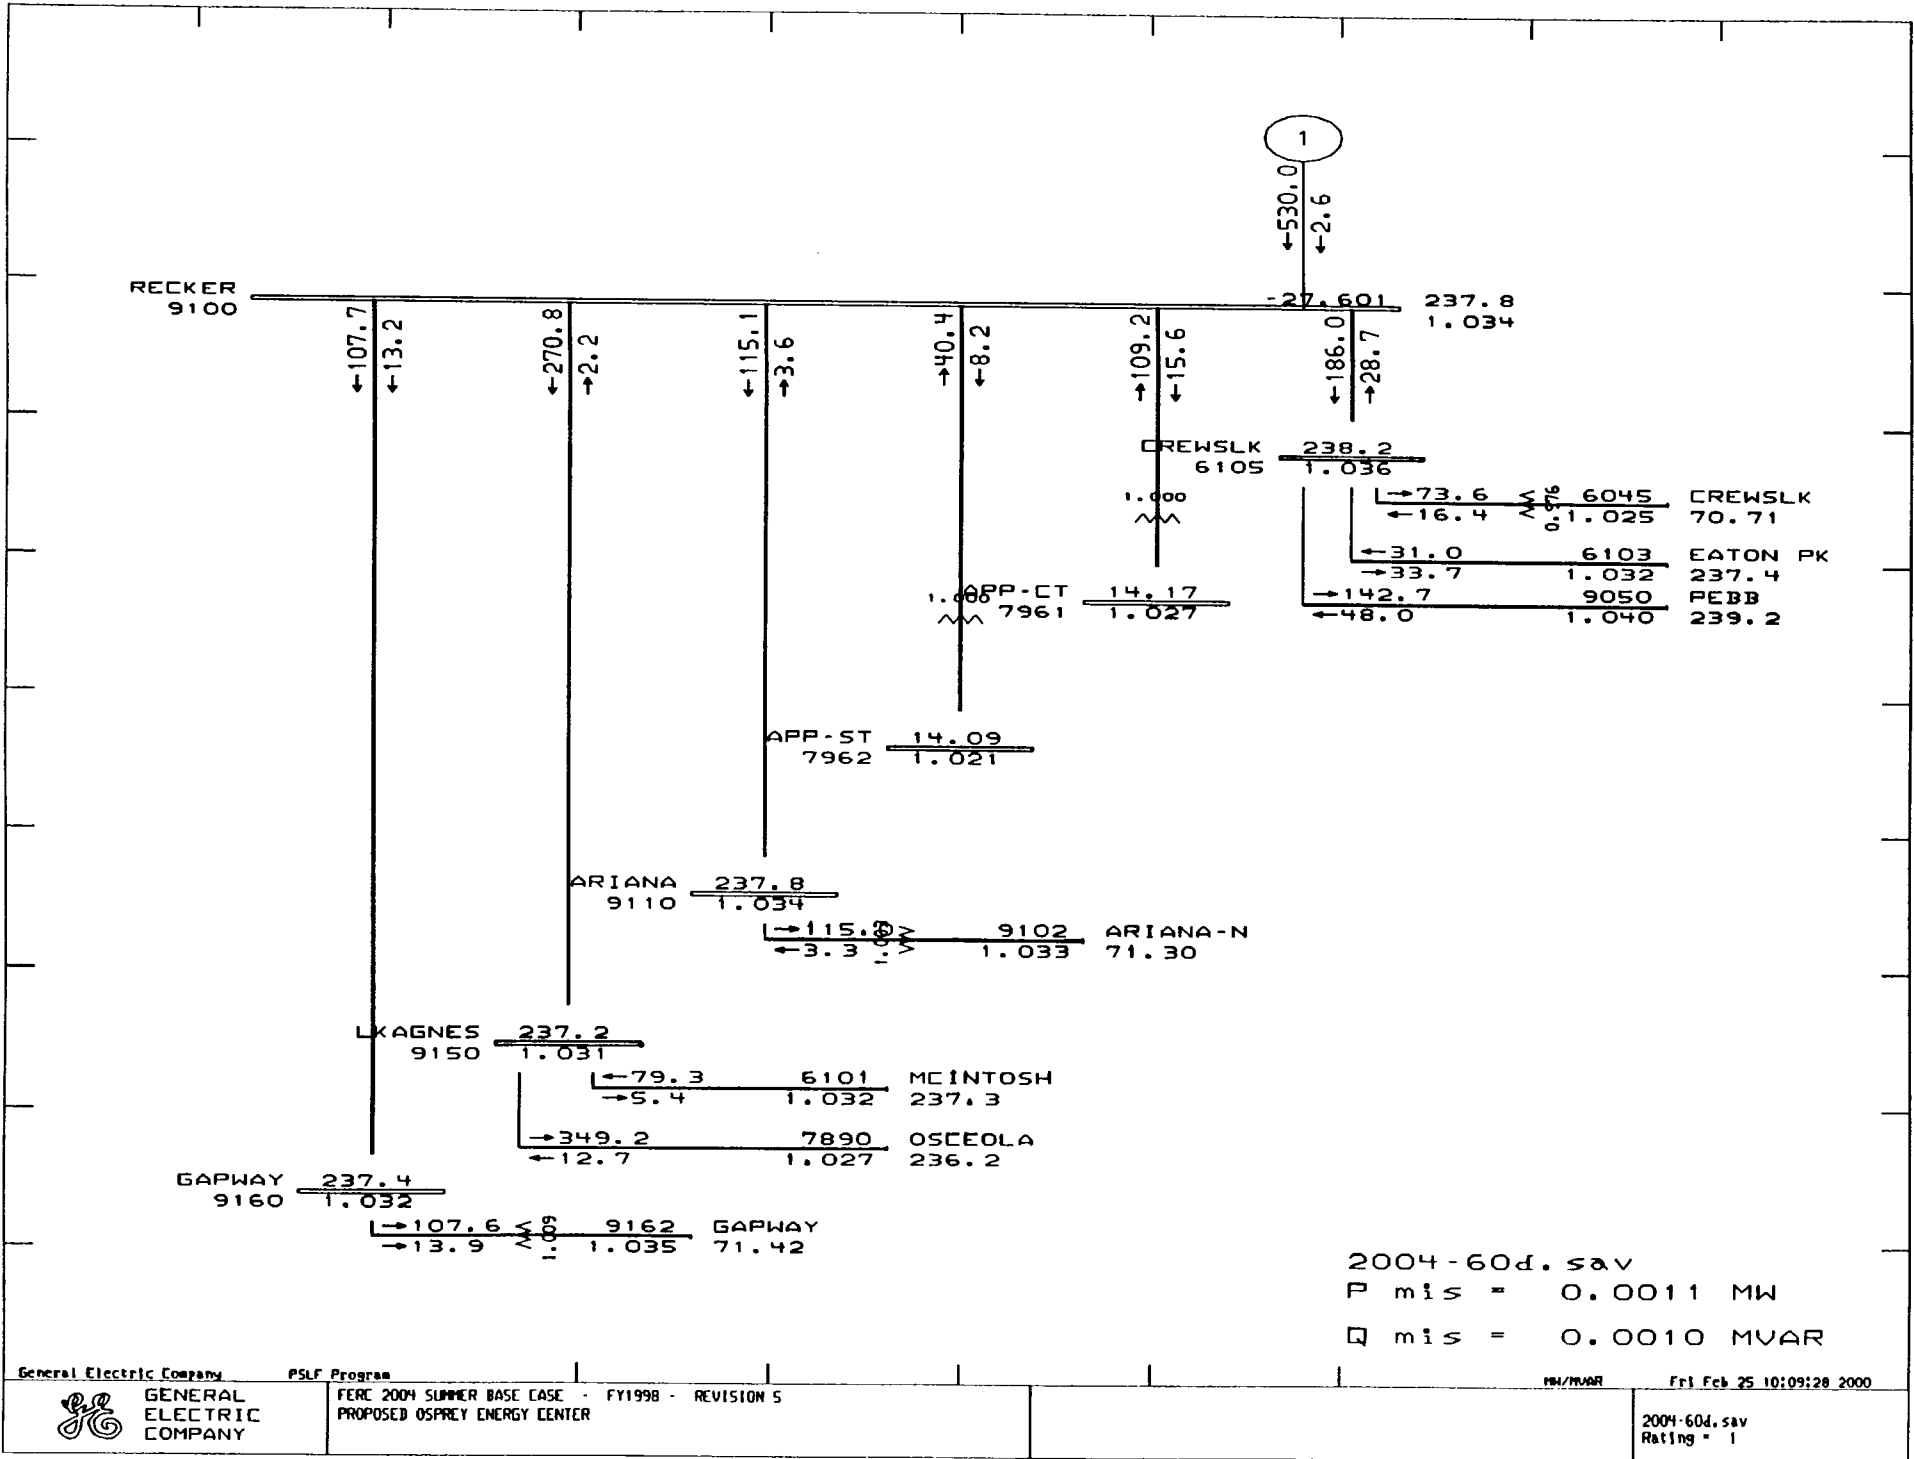 1
←530.0
←2.6
RECKER
9100
-27.601
237.8
1.034
←107.7
←13.2
←270.8
→2.2
←115.1
→3.6
→40.4
←8.2
→109.2
←15.6
←186.0
→28.7
CREWSLK 238.2
6105 1.036
→73.6 6045 CREWSLK
←16.4 0.976 1.025 70.71
←31.0 6103 EATON PK
→33.7 1.032 237.4
→142.7 9050 PEBB
←48.0 1.040 239.2
1.000
APP-CT 14.17
7961 1.027
1.000
APP-ST 14.09
7962 1.021
ARIANA 237.8
9110 1.034
9102 ARIANA-N
←3.3 1.033 71.30
LKAGNES 237.2
9150 1.031
←79.3 6101 MCINTOSH
→5.4 1.032 237.3
→349.2 7890 OSCEOLA
←12.7 1.027 236.2
GAPWAY 237.4
9160 1.032
→107.6 9162 GAPWAY
→13.9 1.009 1.035 71.42
2004-60d.sav
P mis = 0.0011 MW
Q mis = 0.0010 MVAR
General Electric Company PSLF Program
MW/MVAR Fri Feb 25 10:09:28 2000
GENERAL
ELECTRIC
COMPANY
FERC 2004 SUMMER BASE CASE - FY1998 - REVISION 5
PROPOSED OSPREY ENERGY CENTER
2004-60d.sav
Rating = 1